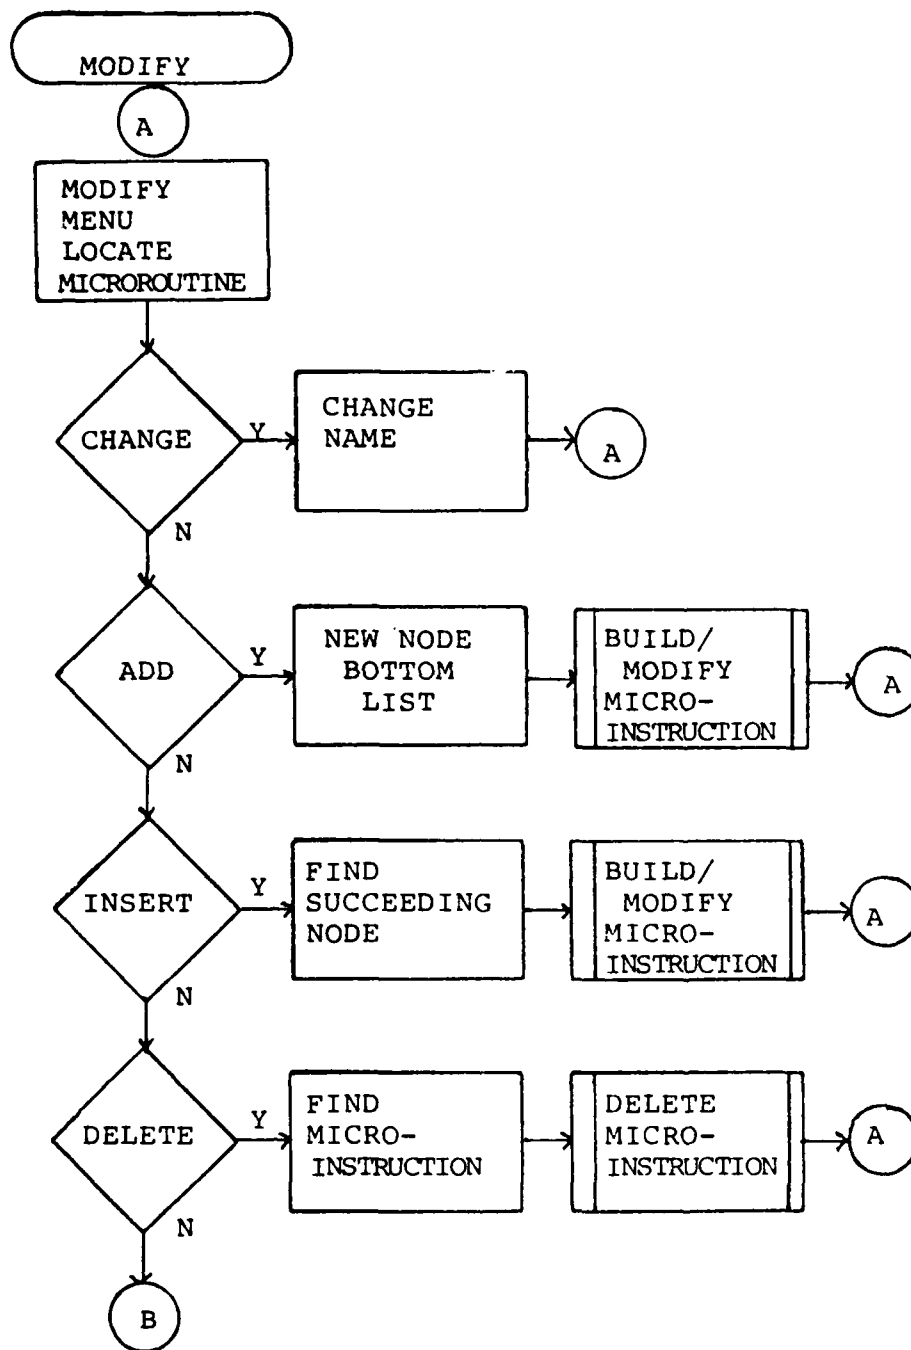 MODIFY
A
MODIFY
MENU
LOCATE
MICROROUTINE
CHANGE
Y
CHANGE
NAME
A
N
ADD
Y
NEW NODE
BOTTOM
LIST
BUILD/
MODIFY
MICRO-
INSTRUCTION
A
N
INSERT
Y
FIND
SUCCEEDING
NODE
BUILD/
MODIFY
MICRO-
INSTRUCTION
A
N
DELETE
Y
FIND
MICRO-
INSTRUCTION
DELETE
MICRO-
INSTRUCTION
A
N
B